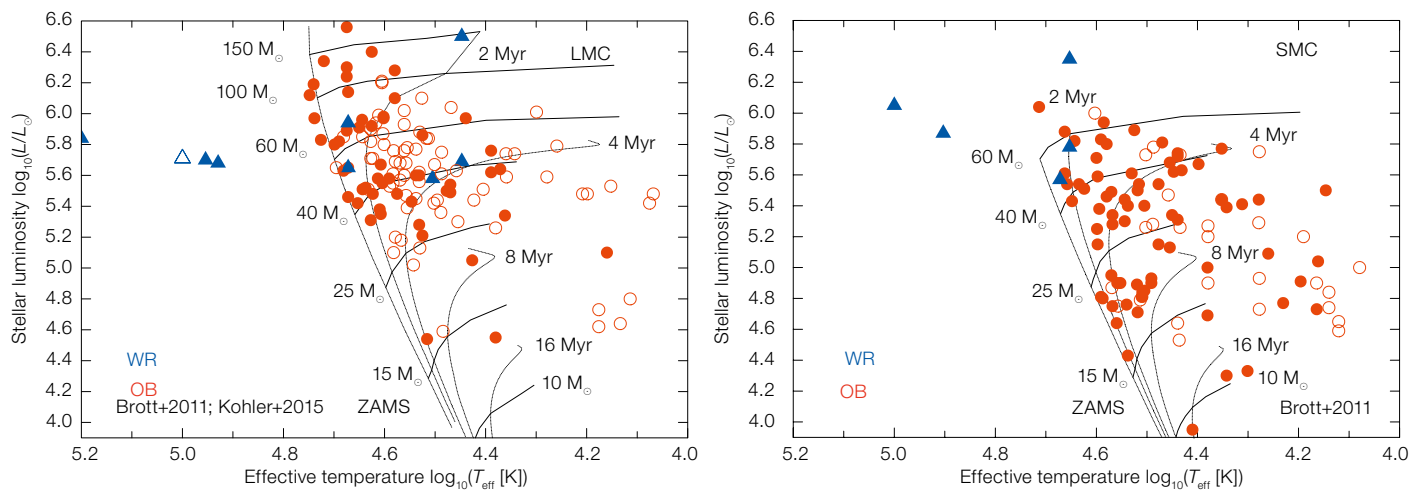 6.6
6.4
6.2
6.0
5.8
5.6
5.4
5.2
5.0
4.8
4.6
4.4
4.2
4.0
Stellar luminosity log₁₀(L/L☉)
150 M☉
100 M☉
60 M☉
40 M☉
25 M☉
15 M☉
10 M☉
2 Myr
4 Myr
8 Myr
16 Myr
LMC
WR
OB
Brott+2011; Kohler+2015
ZAMS
5.2 5.0 4.8 4.6 4.4 4.2 4.0
Effective temperature log₁₀(T_eff [K])
6.6
6.4
6.2
6.0
5.8
5.6
5.4
5.2
5.0
4.8
4.6
4.4
4.2
4.0
Stellar luminosity log₁₀(L/L☉)
SMC
2 Myr
4 Myr
8 Myr
16 Myr
60 M☉
40 M☉
25 M☉
15 M☉
10 M☉
WR
OB
ZAMS
Brott+2011
5.2 5.0 4.8 4.6 4.4 4.2 4.0
Effective temperature log₁₀(T_eff [K])